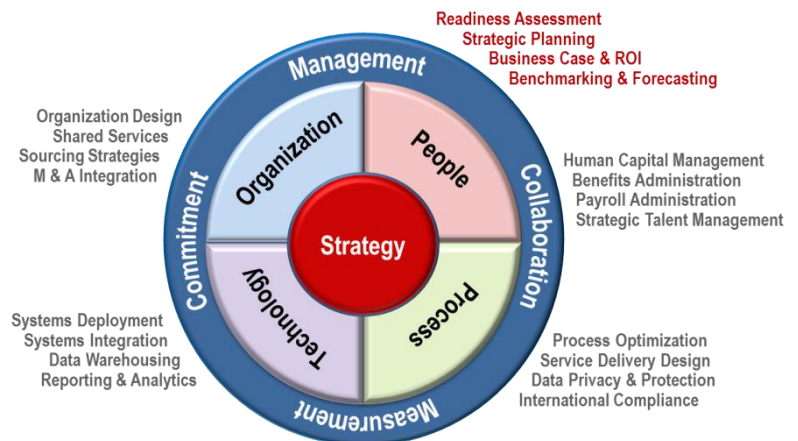 Readiness Assessment
Strategic Planning
Business Case & ROI
Benchmarking & Forecasting
Management
Organization Design
Shared Services
Sourcing Strategies
M & A Integration
Organization
People
Human Capital Management
Benefits Administration
Payroll Administration
Strategic Talent Management
Commitment
Strategy
Collaboration
Technology
Process
Systems Deployment
Systems Integration
Data Warehousing
Reporting & Analytics
Process Optimization
Service Delivery Design
Data Privacy & Protection
International Compliance
Measurement